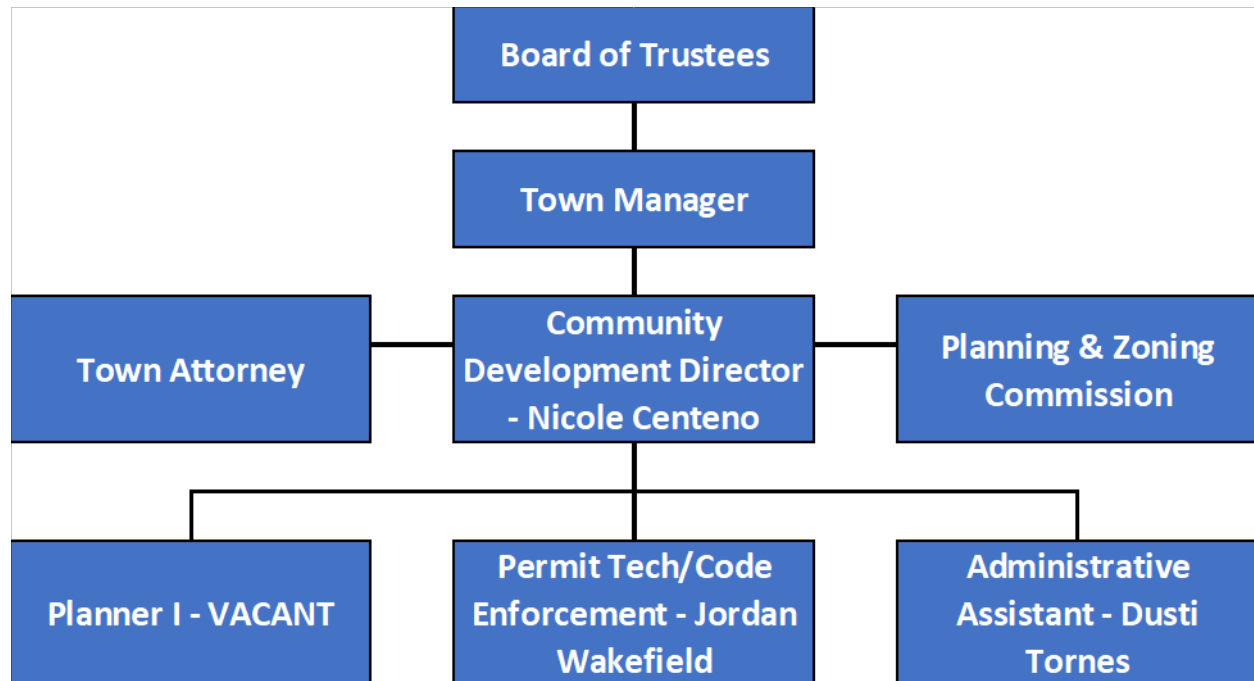 Board of Trustees
Town Manager
Town Attorney
Community
Development Director
- Nicole Centeno
Planning & Zoning
Commission
Planner I - VACANT
Permit Tech/Code
Enforcement - Jordan
Wakefield
Administrative
Assistant - Dusti
Tornes